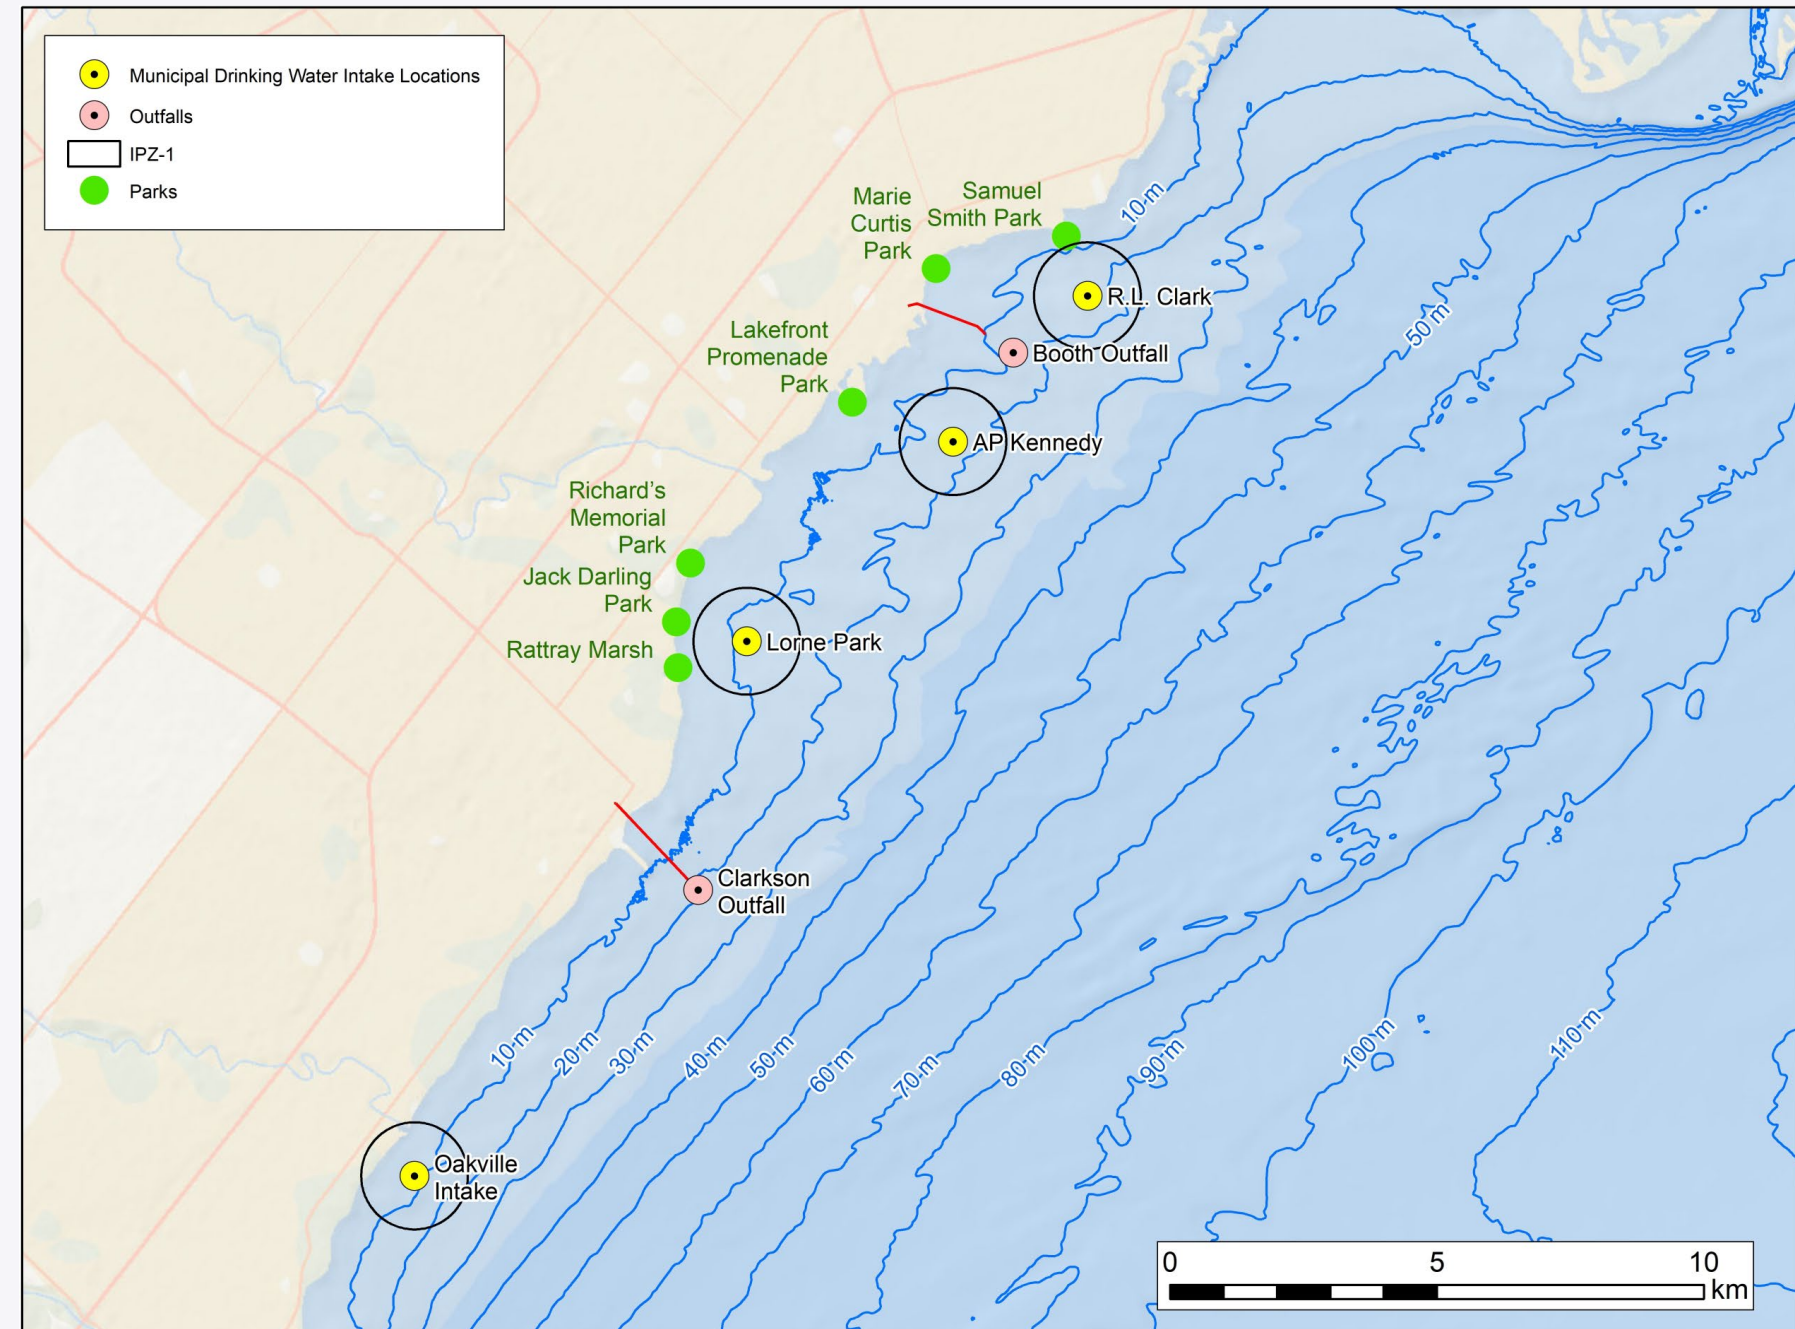 Municipal Drinking Water Intake Locations
Outfalls
IPZ-1
Parks
Marie
Curtis
Park
Samuel
Smith Park
10 m
R.L. Clark
Booth Outfall
50 m
Lakefront
Promenade
Park
AP Kennedy
Richard's
Memorial
Park
Jack Darling
Park
Rattray Marsh
Lorne Park
Clarkson
Outfall
10 m
20 m
30 m
40 m
50 m
60 m
70 m
80 m
90 m
100 m
110 m
Oakville
Intake
0 5 10
km